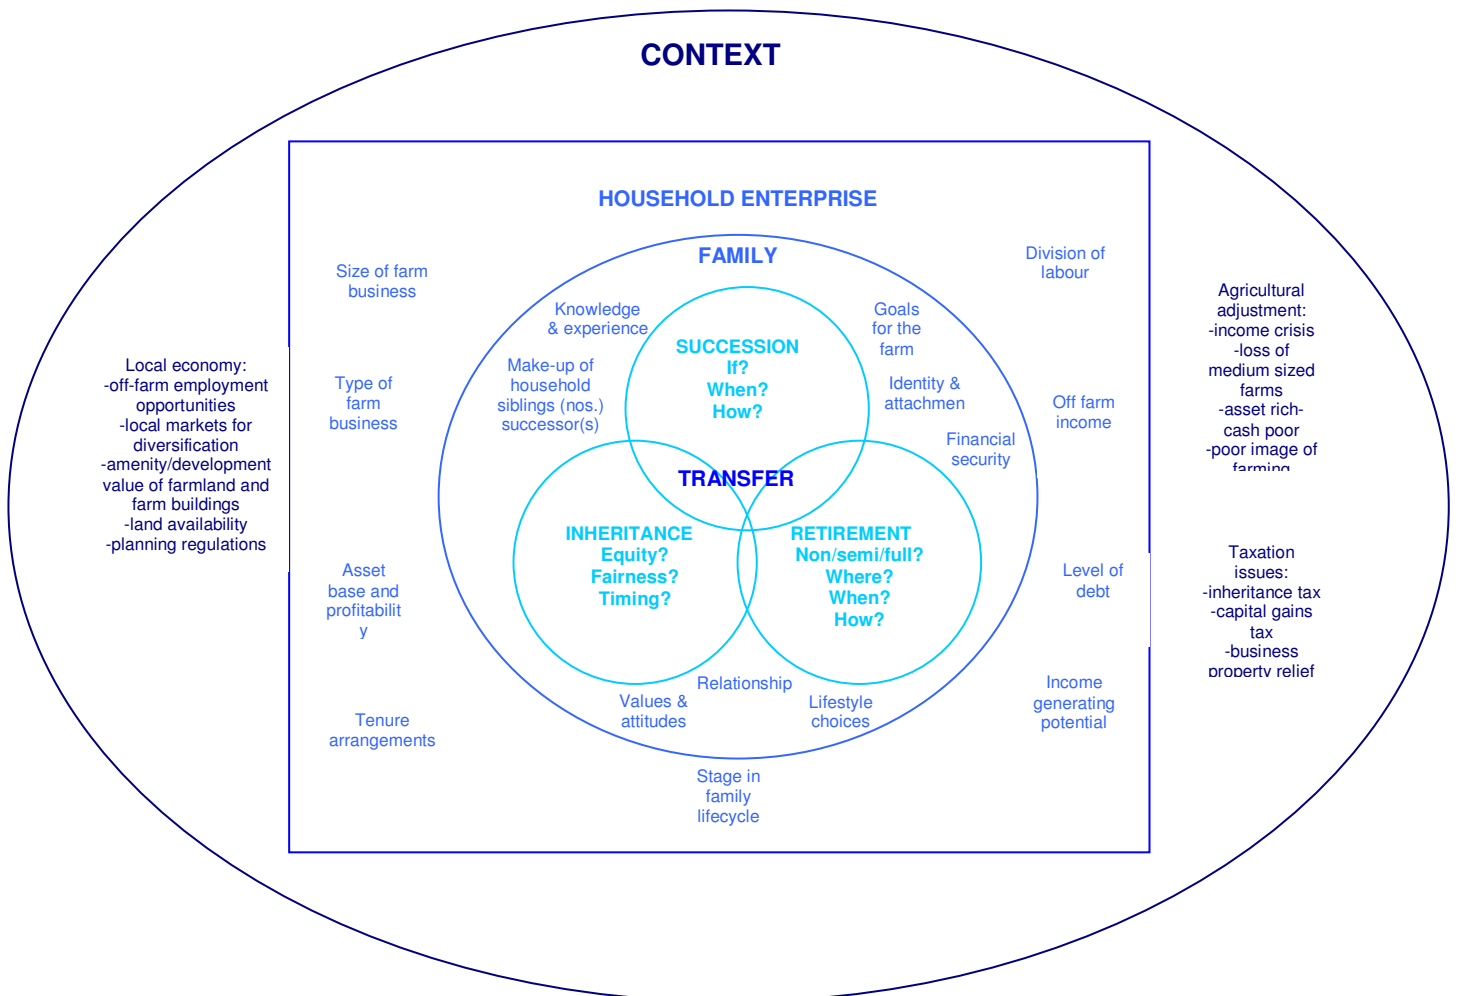 CONTEXT
HOUSEHOLD ENTERPRISE
FAMILY
Size of farm
business
Division of
labour
Knowledge
& experience
Goals
for the
farm
SUCCESSION
If?
When?
How?
Make-up of
household
siblings (nos.)
successor(s)
Identity &
attachmen
Type of
farm
business
Off farm
income
Financial
security
Local economy:
-off-farm employment
opportunities
-local markets for
diversification
-amenity/development
value of farmland and
farm buildings
-land availability
-planning regulations
Agricultural
adjustment:
-income crisis
-loss of
medium sized
farms
-asset rich-
cash poor
-poor image of
farming
TRANSFER
INHERITANCE
Equity?
Fairness?
Timing?
RETIREMENT
Non/semi/full?
Where?
When?
How?
Asset
base and
profitabilit
y
Level of
debt
Taxation
issues:
-inheritance tax
-capital gains
tax
-business
property relief
Relationship
Values &
attitudes
Lifestyle
choices
Income
generating
potential
Tenure
arrangements
Stage in
family
lifecycle